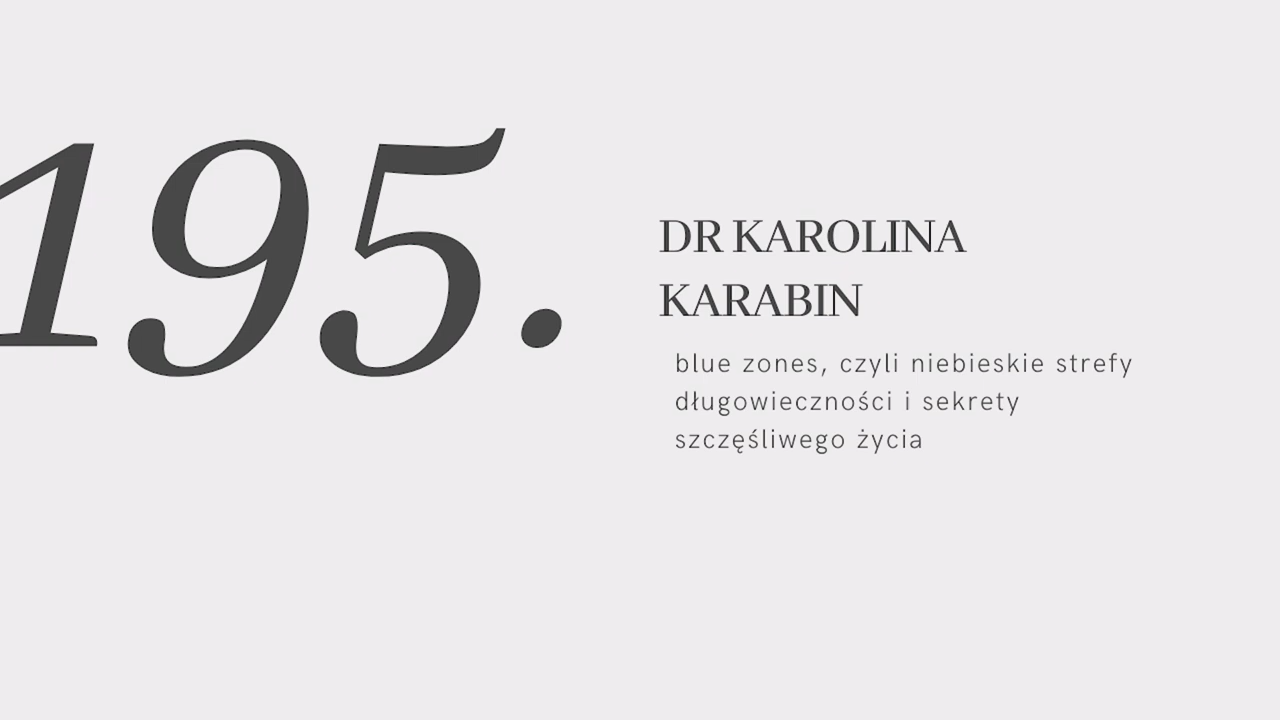 195.
DR KAROLINA
KARABIN
blue zones, czyli niebieskie strefy
długowieczności i sekrety
szczęśliwego życia